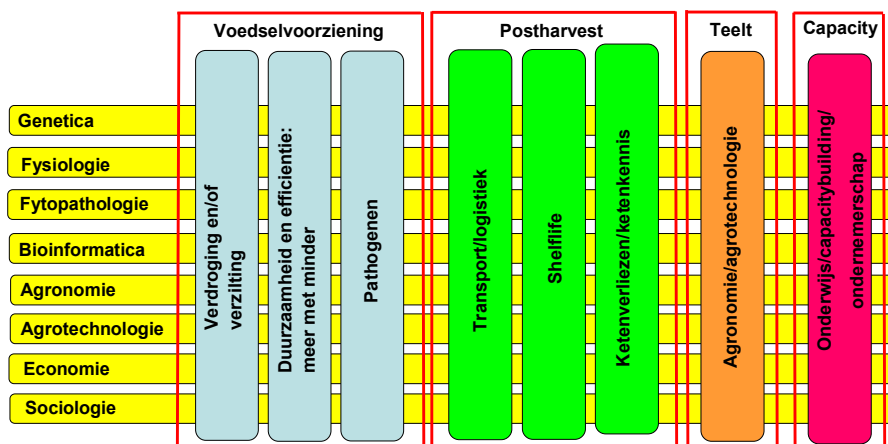 Voedselvoorziening
Postharvest
Teelt
Capacity
Genetica
Fysiologie
Fytopathologie
Bioinformatica
Agronomie
Agrotechnologie
Economie
Sociologie
Verdroging en/of
verzilting
Duurzaamheid en efficientie:
meer met minder
Pathogenen
Transport/logistiek
Shelflife
Ketenverliezen/ketenkennis
Agronomie/agrotechnologie
Onderwijs/capacitybuilding/
ondernemerschap